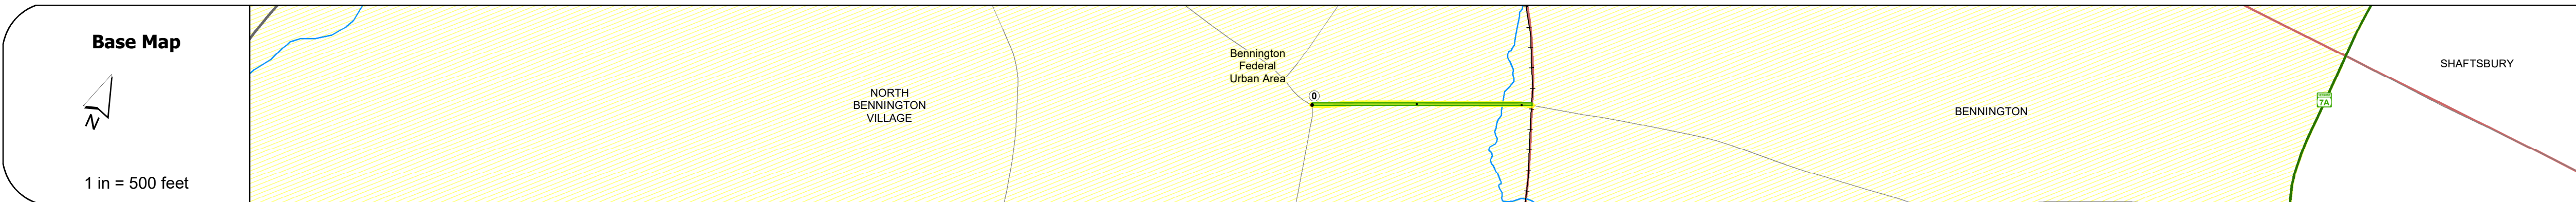 Base Map
N
1 in = 500 feet
NORTH
BENNINGTON
VILLAGE
Bennington
Federal
Urban Area
0
BENNINGTON
7A
SHAFTSBURY